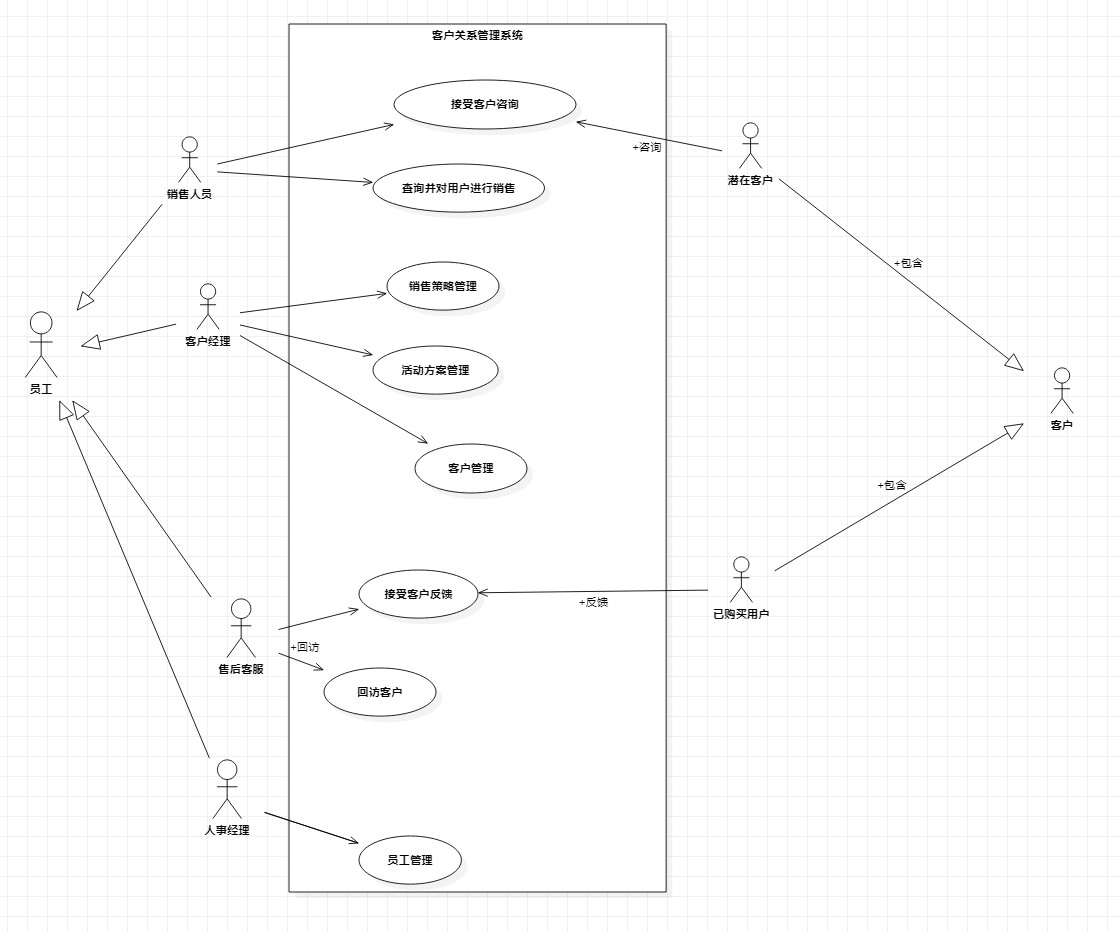 客户关系管理系统
接受客户咨询
+咨询
销售人员
查询并对用户进行销售
潜在客户
+包含
销售策略管理
客户经理
活动方案管理
员工
客户
客户管理
+包含
接受客户反馈
+反馈
已购买用户
+回访
售后客服
回访客户
人事经理
员工管理